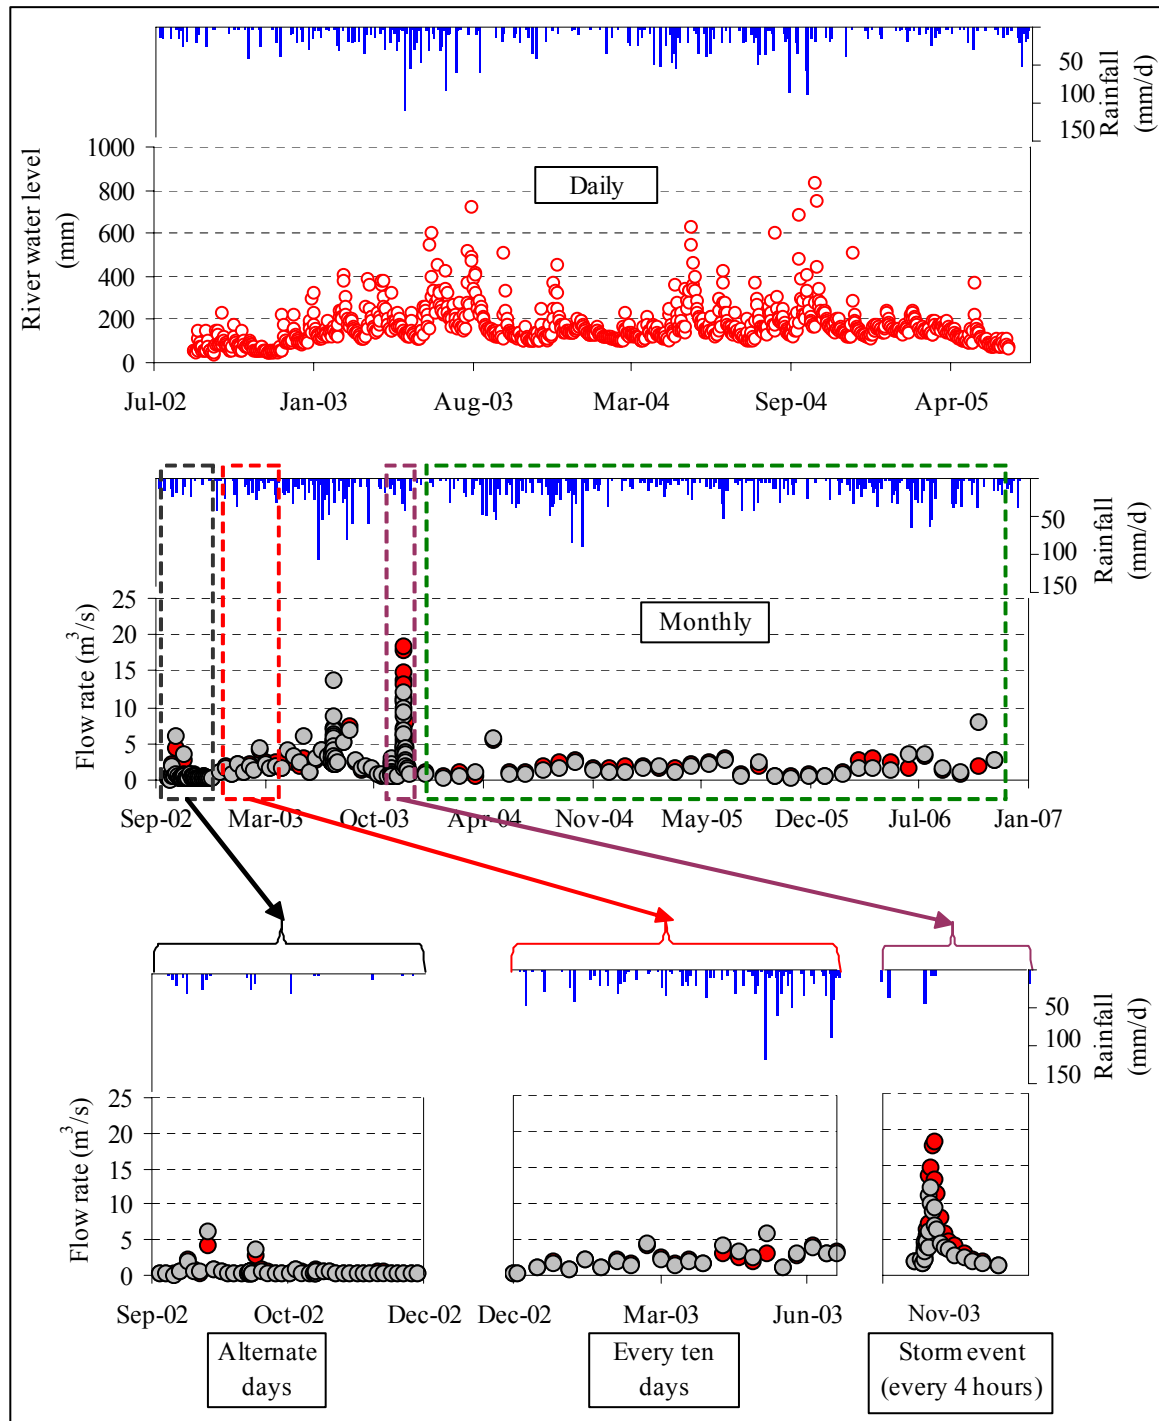 50
100
150
Rainfall
(mm/d)
River water level
(mm)
1000
800
600
400
200
0
Daily
Jul-02 Jan-03 Aug-03 Mar-04 Sep-04 Apr-05
50
100
150
Rainfall
(mm/d)
Flow rate (m³/s)
25
20
15
10
5
0
Monthly
Sep-02 Mar-03 Oct-03 Apr-04 Nov-04 May-05 Dec-05 Jul-06 Jan-07
50
100
150
Rainfall
(mm/d)
Flow rate (m³/s)
25
20
15
10
5
0
Sep-02 Oct-02 Dec-02 Dec-02 Mar-03 Jun-03 Nov-03
Alternate
days
Every ten
days
Storm event
(every 4 hours)